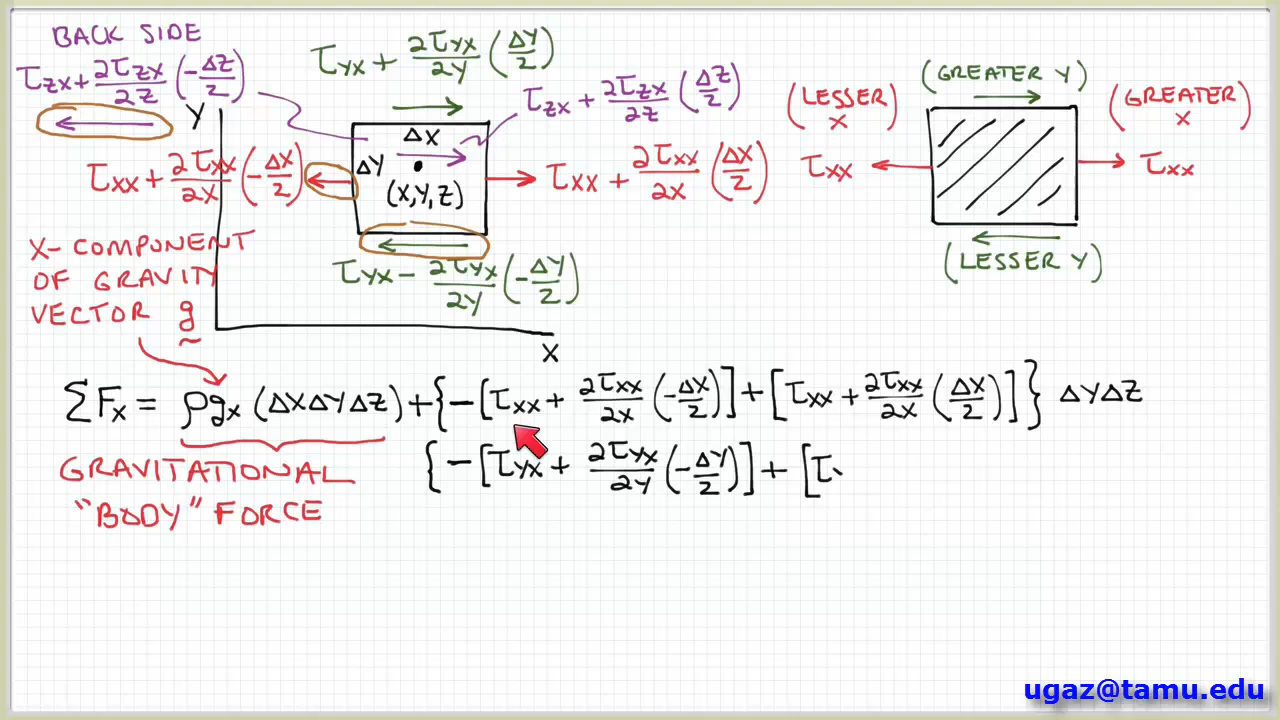 BACK SIDE
τzx + ∂τzx/∂z (-Δz/2)
τyx + ∂τyx/∂y (Δy/2)
τzx + ∂τzx/∂z (Δz/2)
Y
ΔX
ΔY
(X,Y,Z)
τxx + ∂τxx/∂x (-Δx/2)
τxx + ∂τxx/∂x (Δx/2)
τyx - ∂τyx/∂y (-Δy/2)
X
(GREATER Y)
(LESSER X)
(GREATER X)
τxx
τxx
(LESSER Y)
X-COMPONENT
OF GRAVITY
VECTOR g
ΣFx = ρgx (ΔXΔYΔZ) + {-[τxx + ∂τxx/∂x (-Δx/2)] + [τxx + ∂τxx/∂x (Δx/2)]} ΔYΔZ
{-[τyx + ∂τyx/∂y (-Δy/2)] + [τ
GRAVITATIONAL
"BODY" FORCE
ugaz@tamu.edu